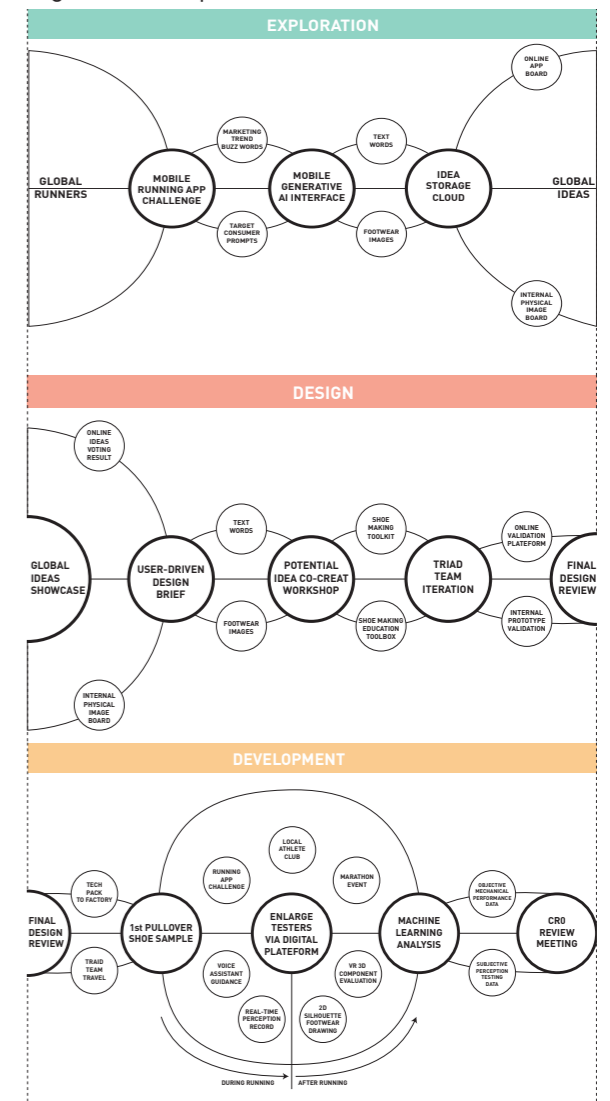 EXPLORATION
ONLINE
APP
BOARD
MARKETING
TREND
BUZZ WORDS
TEXT
WORDS
GLOBAL
RUNNERS
MOBILE
RUNNING APP
CHALLENGE
MOBILE
GENERATIVE
AI INTERFACE
IDEA
STORAGE
CLOUD
GLOBAL
IDEAS
TARGET
CONSUMER
PROMPTS
FOOTWEAR
IMAGES
INTERNAL
PHYSICAL
IMAGE
BOARD
DESIGN
ONLINE
IDEAS
VOTING
RESULT
TEXT
WORDS
SHOE
MAKING
TOOLKIT
ONLINE
VALIDATION
PLATEFORM
GLOBAL
IDEAS
SHOWCASE
USER-DRIVEN
DESIGN
BRIEF
POTENTIAL
IDEA CO-CREAT
WORKSHOP
TRIAD
TEAM
ITERATION
FINAL
DESIGN
REVIEW
FOOTWEAR
IMAGES
SHOE MAKING
EDUCATION
TOOLBOX
INTERNAL
PROTOTYPE
VALIDATION
INTERNAL
PHYSICAL
IMAGE
BOARD
DEVELOPMENT
LOCAL
ATHLETE
CLUB
RUNNING
APP
CHALLENGE
MARATHON
EVENT
TECH
PACK
TO FACTORY
OBJECTIVE
MECHANICAL
PERFORMANCE
DATA
FINAL
DESIGN
REVIEW
1st PULLOVER
SHOE SAMPLE
ENLARGE
TESTERS
VIA DIGITAL
PLATEFORM
MACHINE
LEARNING
ANALYSIS
CR0
REVIEW
MEETING
TRAID
TEAM
TRAVEL
VOICE
ASSISTANT
GUIDANCE
VR 3D
COMPONENT
EVALUATION
SUBJECTIVE
PERCEPTION
TESTING
DATA
REAL-TIME
PERCEPTION
RECORD
2D
SILHOUETTE
FOOTWEAR
DRAWING
DURING RUNNING
AFTER RUNNING